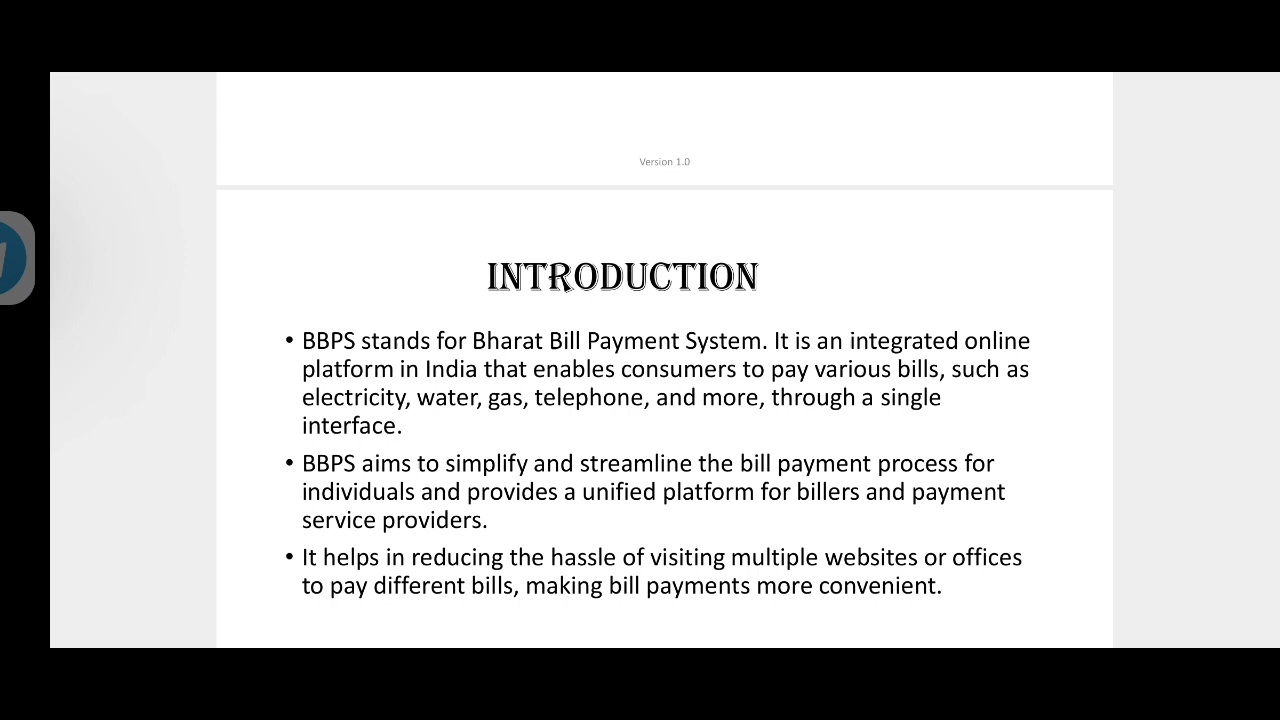 Version 1.0
INTRODUCTION
• BBPS stands for Bharat Bill Payment System. It is an integrated online
platform in India that enables consumers to pay various bills, such as
electricity, water, gas, telephone, and more, through a single
interface.
• BBPS aims to simplify and streamline the bill payment process for
individuals and provides a unified platform for billers and payment
service providers.
• It helps in reducing the hassle of visiting multiple websites or offices
to pay different bills, making bill payments more convenient.